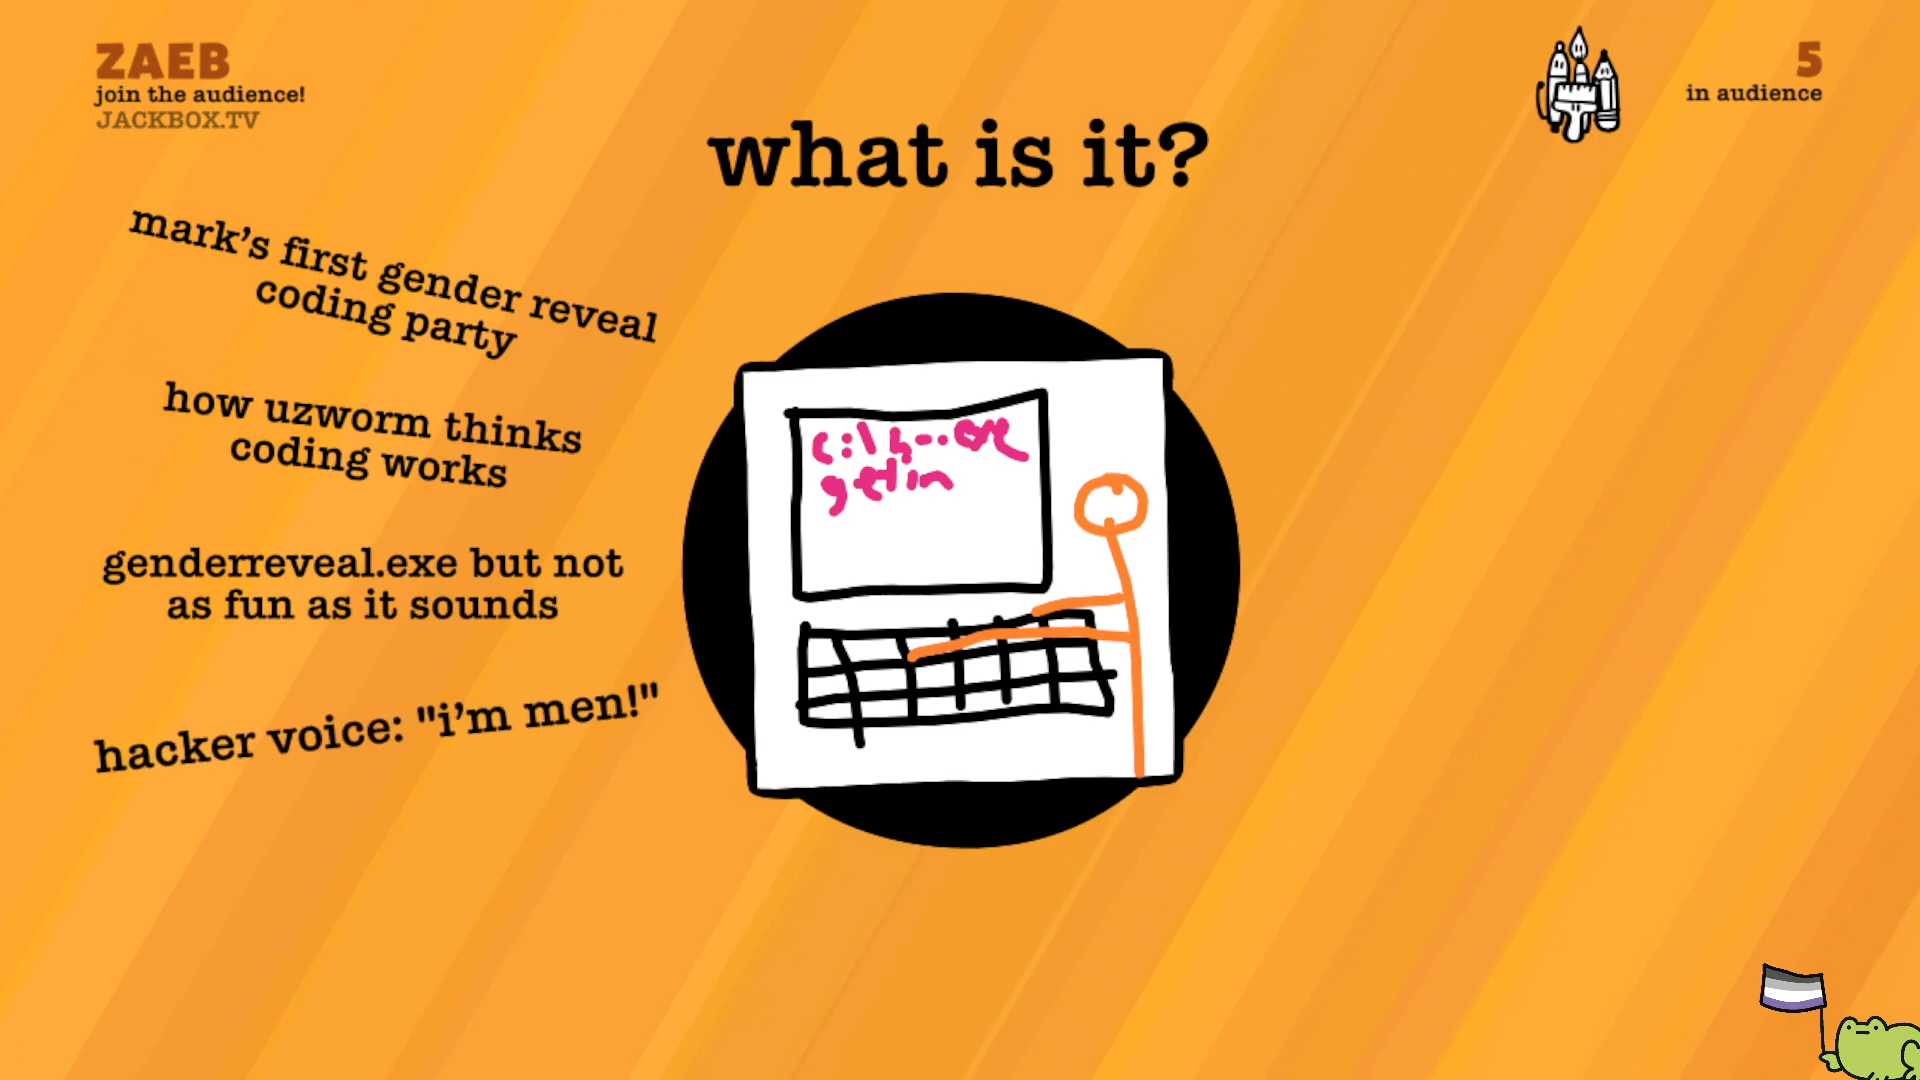 ZAEB
join the audience!
JACKBOX.TV
5
in audience
what is it?
mark's first gender reveal
coding party
how uzworm thinks
coding works
genderreveal.exe but not
as fun as it sounds
hacker voice: "i'm men!"